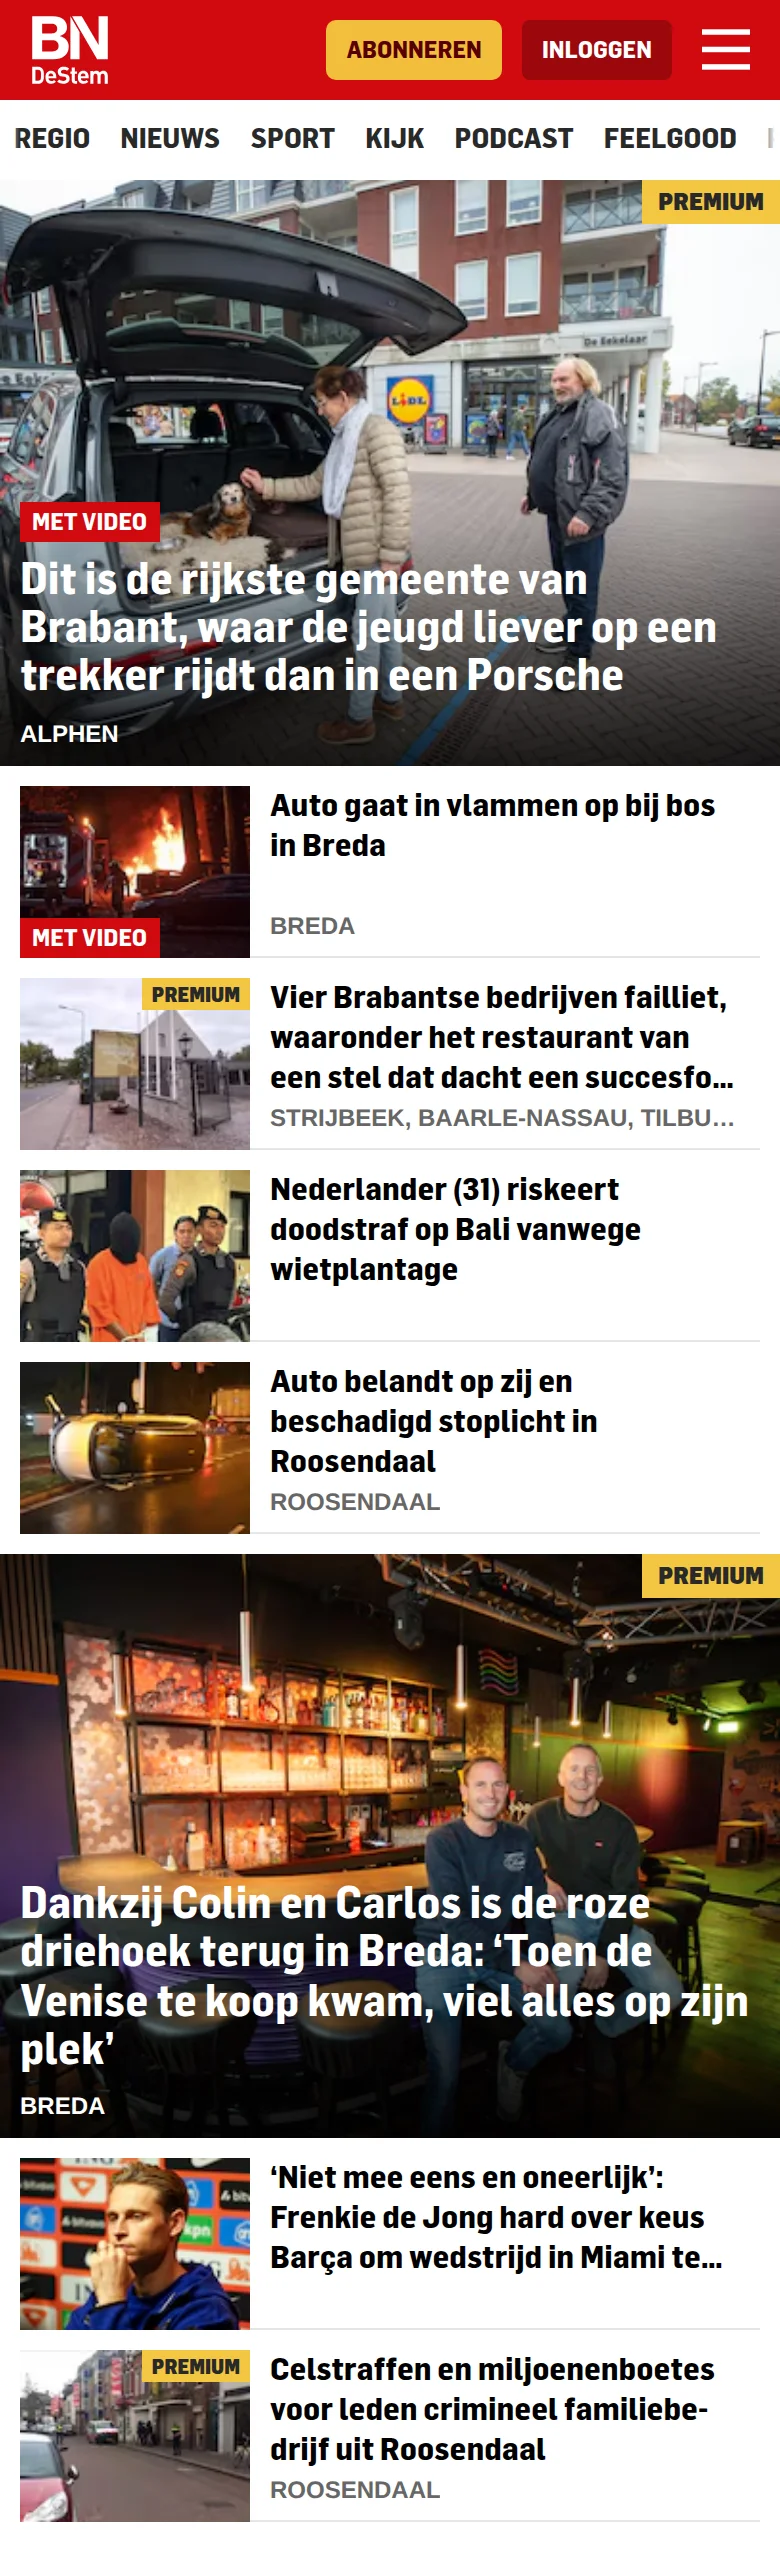 BN
DeStem
ABONNEREN
INLOGGEN
REGIO NIEUWS SPORT KIJK PODCAST FEELGOOD
PREMIUM
De Eekelaar
LIDL
MET VIDEO
Dit is de rijkste gemeente van
Brabant, waar de jeugd liever op een
trekker rijdt dan in een Porsche
ALPHEN
Auto gaat in vlammen op bij bos
in Breda
BREDA
MET VIDEO
PREMIUM
Vier Brabantse bedrijven failliet,
waaronder het restaurant van
een stel dat dacht een succesfo...
STRIJBEEK, BAARLE-NASSAU, TILBU...
Nederlander (31) riskeert
doodstraf op Bali vanwege
wietplantage
Auto belandt op zij en
beschadigd stoplicht in
Roosendaal
ROOSENDAAL
PREMIUM
Dankzij Colin en Carlos is de roze
driehoek terug in Breda: ‘Toen de
Venise te koop kwam, viel alles op zijn
plek’
BREDA
‘Niet mee eens en oneerlijk’:
Frenkie de Jong hard over keus
Barça om wedstrijd in Miami te...
kpn
PREMIUM
Celstraffen en miljoenenboetes
voor leden crimineel familiebe-
drijf uit Roosendaal
ROOSENDAAL